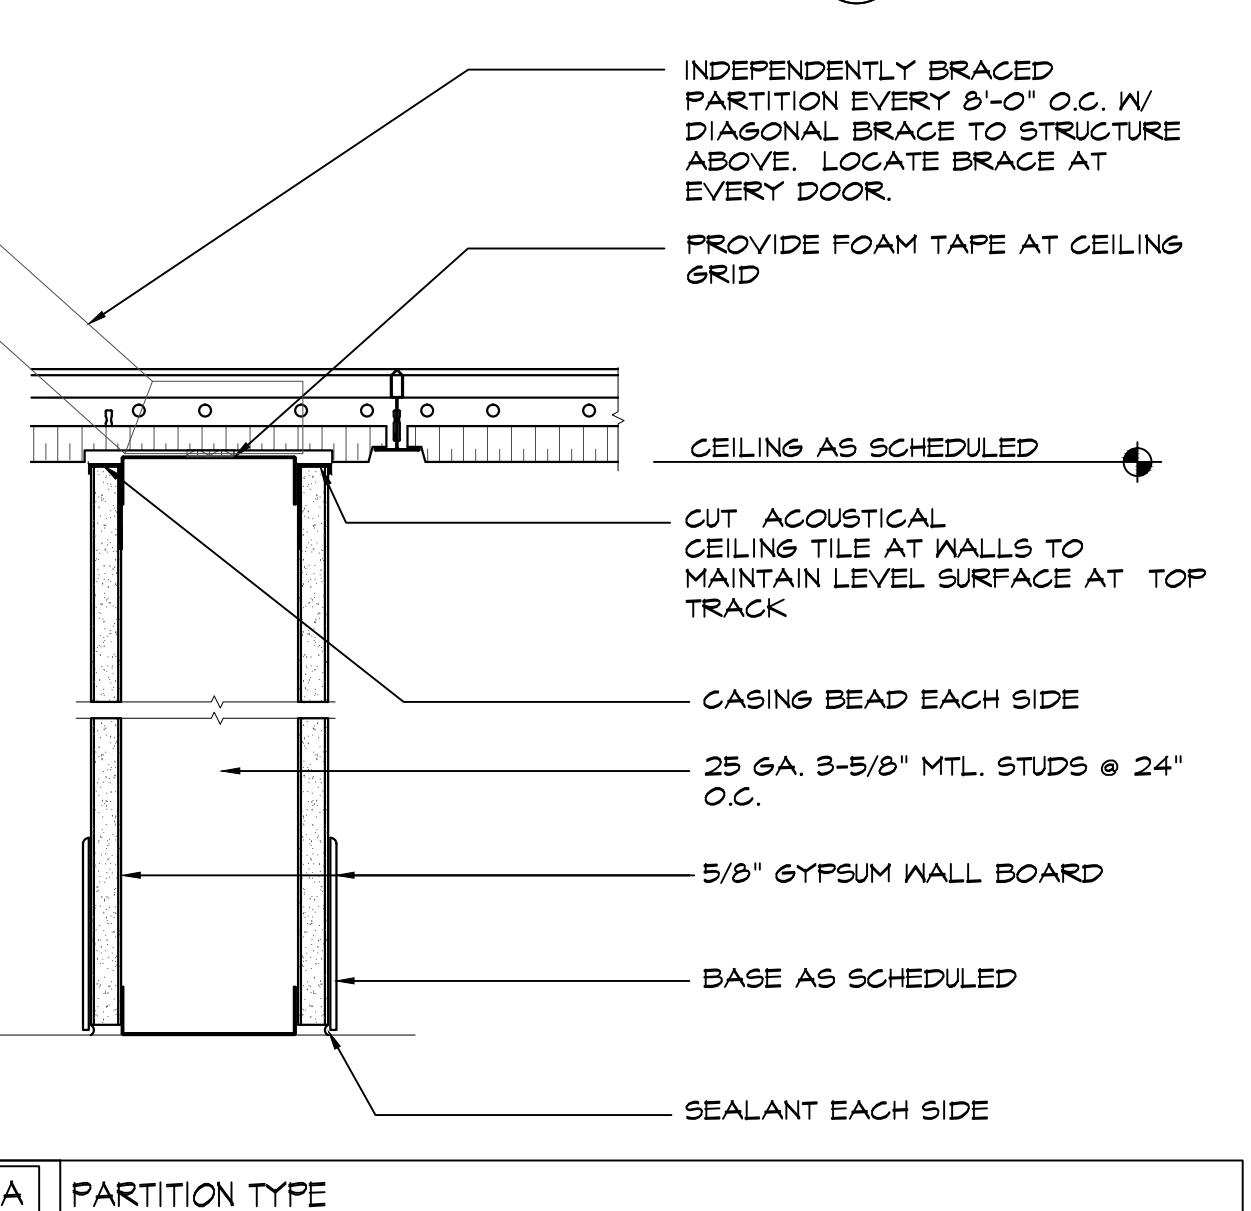 INDEPENDENTLY BRACED
PARTITION EVERY 8'-0" O.C. W/
DIAGONAL BRACE TO STRUCTURE
ABOVE. LOCATE BRACE AT
EVERY DOOR.
PROVIDE FOAM TAPE AT CEILING
GRID
CEILING AS SCHEDULED
CUT ACOUSTICAL
CEILING TILE AT WALLS TO
MAINTAIN LEVEL SURFACE AT TOP
TRACK
CASING BEAD EACH SIDE
25 GA. 3-5/8" MTL. STUDS @ 24"
O.C.
5/8" GYPSUM WALL BOARD
BASE AS SCHEDULED
SEALANT EACH SIDE
A PARTITION TYPE